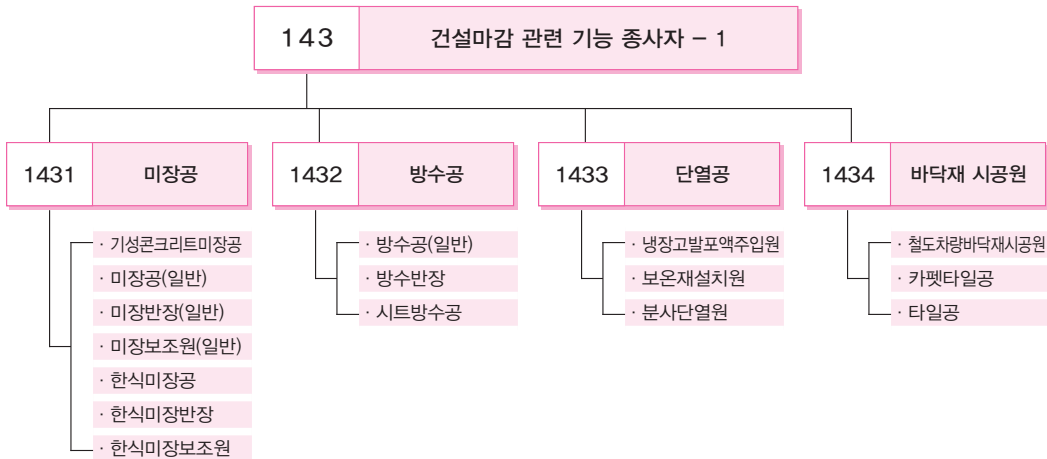 143 건설마감 관련 기능 종사자 – 1
1431 미장공
· 기성콘크리트미장공
· 미장공(일반)
· 미장반장(일반)
· 미장보조원(일반)
· 한식미장공
· 한식미장반장
· 한식미장보조원
1432 방수공
· 방수공(일반)
· 방수반장
· 시트방수공
1433 단열공
· 냉장고발포액주입원
· 보온재설치원
· 분사단열원
1434 바닥재 시공원
· 철도차량바닥재시공원
· 카펫타일공
· 타일공